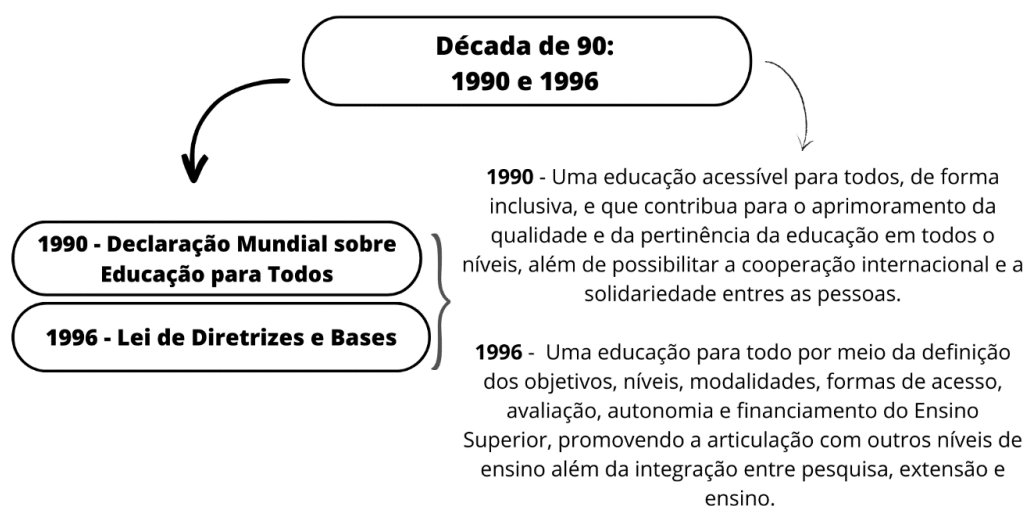 Década de 90:
1990 e 1996
1990 - Declaração Mundial sobre
Educação para Todos
1996 - Lei de Diretrizes e Bases
1990 - Uma educação acessível para todos, de forma
inclusiva, e que contribua para o aprimoramento da
qualidade e da pertinência da educação em todos o
níveis, além de possibilitar a cooperação internacional e a
solidariedade entres as pessoas.
1996 - Uma educação para todo por meio da definição
dos objetivos, níveis, modalidades, formas de acesso,
avaliação, autonomia e financiamento do Ensino
Superior, promovendo a articulação com outros níveis de
ensino além da integração entre pesquisa, extensão e
ensino.